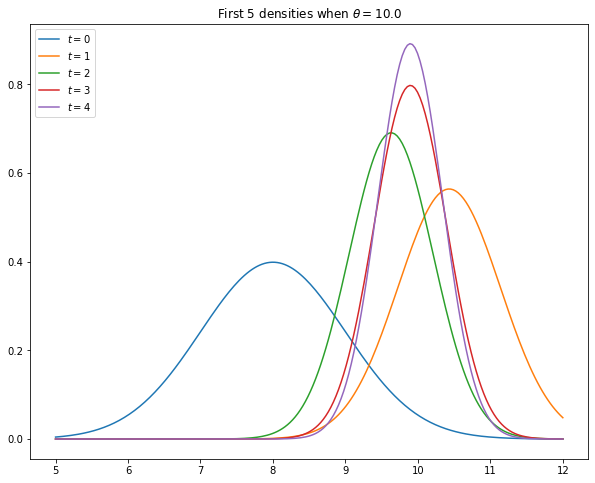 First 5 densities when θ = 10.0
t = 0
t = 1
t = 2
t = 3
t = 4
0.8
0.6
0.4
0.2
0.0
5 6 7 8 9 10 11 12